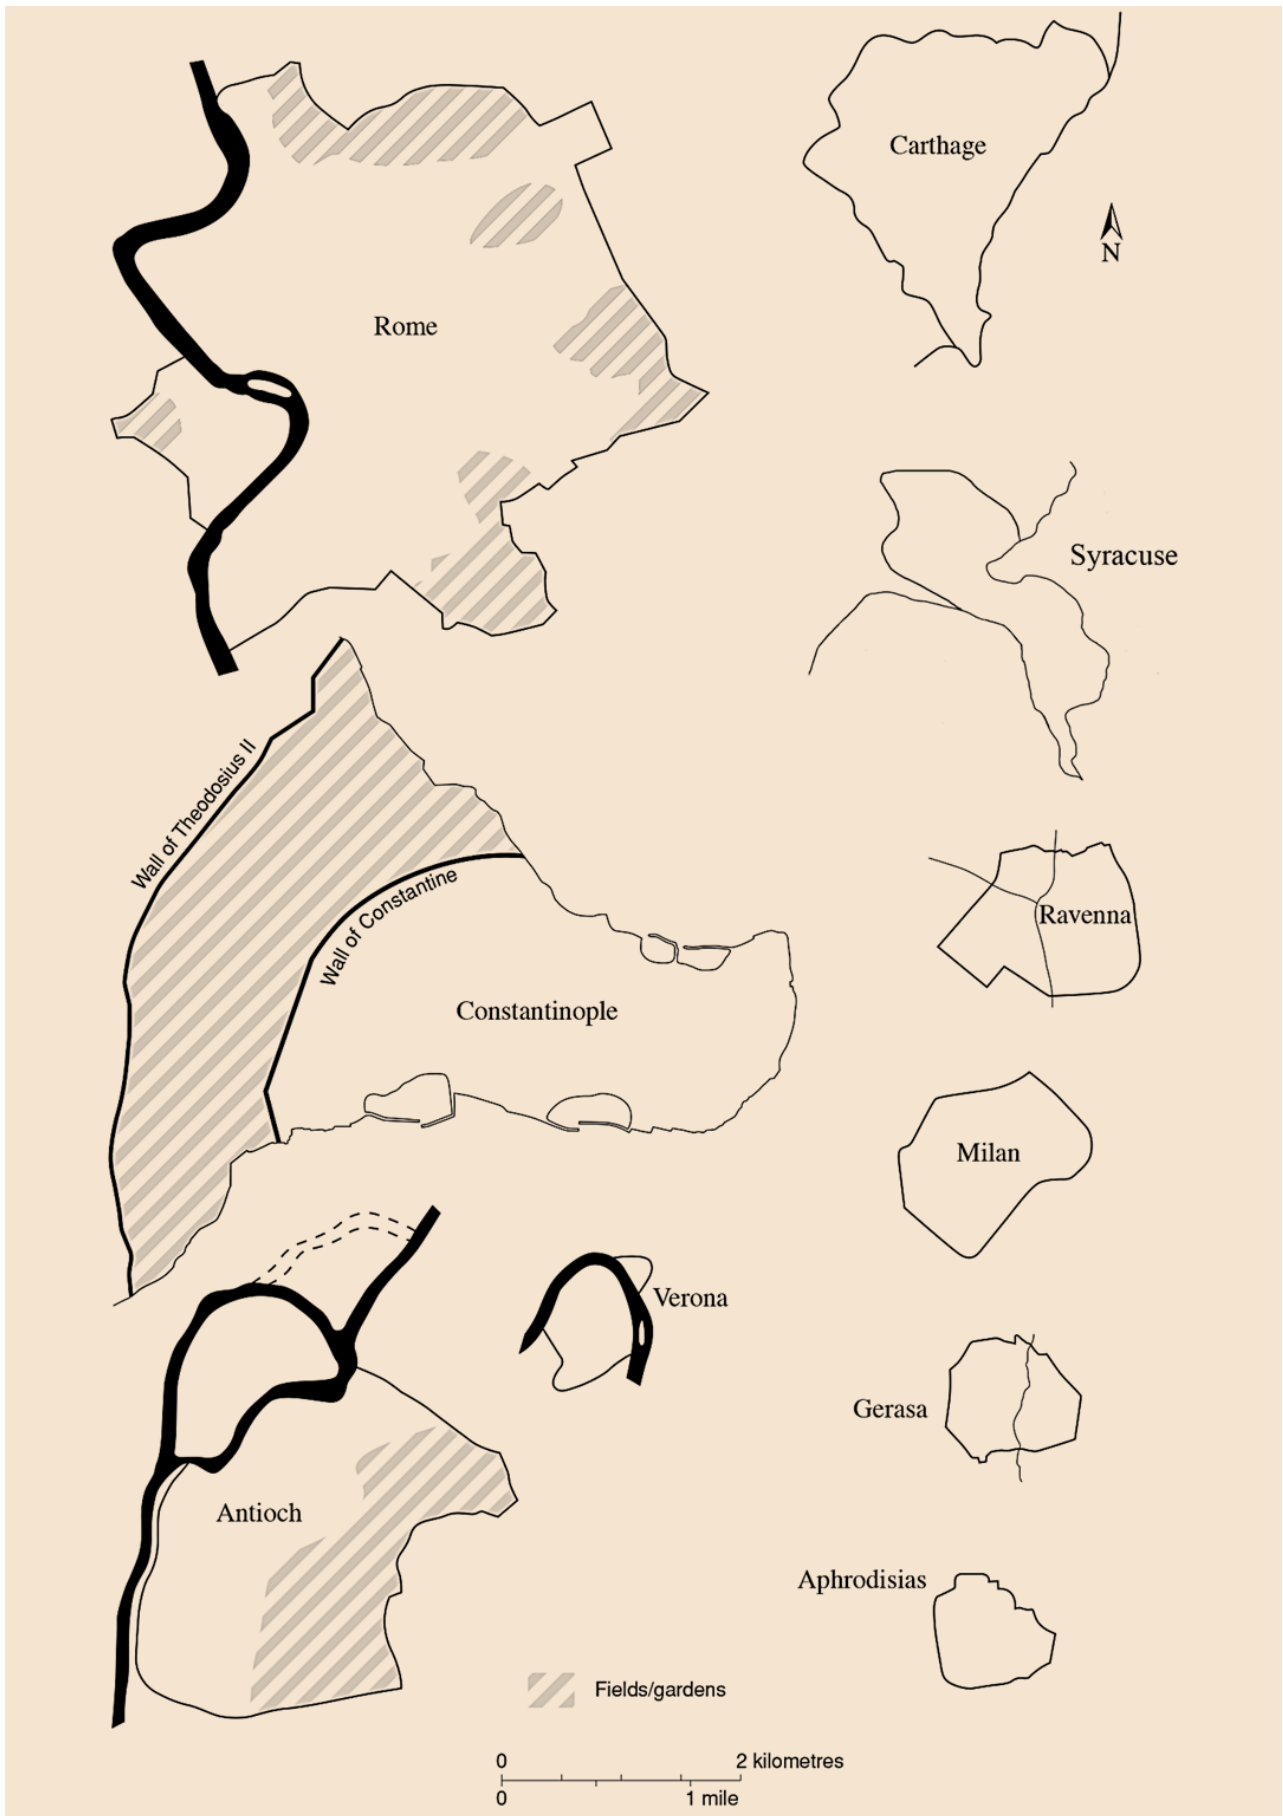 Carthage
N
Rome
Syracuse
Wall of Theodosius II
Wall of Constantine
Ravenna
Constantinople
Milan
Verona
Gerasa
Antioch
Aphrodisias
Fields/gardens
0 2 kilometres
0 1 mile